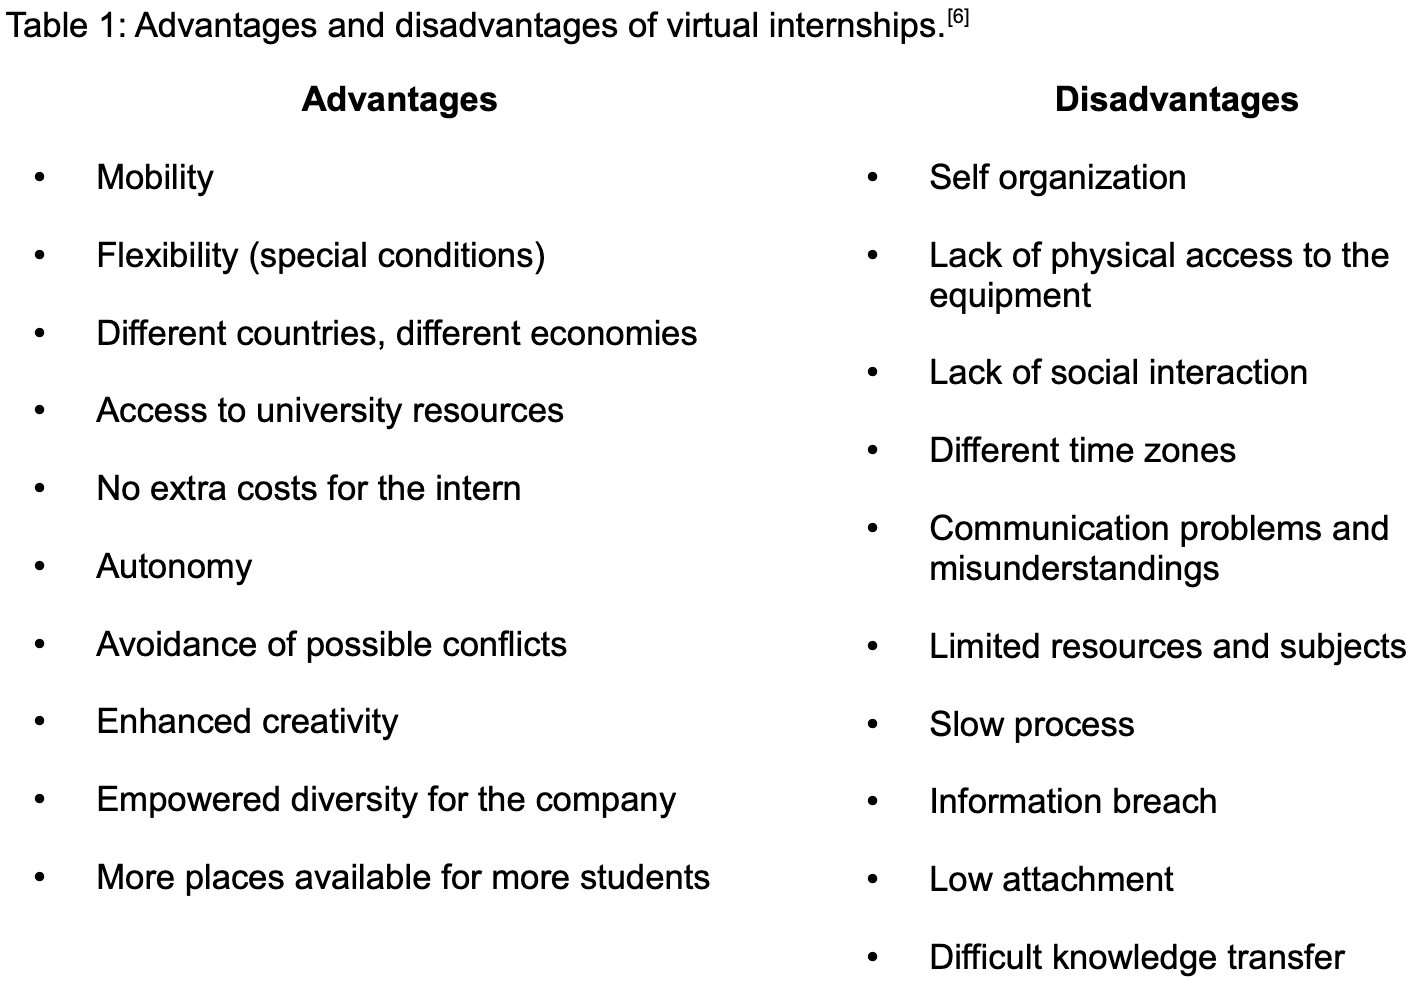 Table 1: Advantages and disadvantages of virtual internships.[6]
Advantages
• Mobility
• Flexibility (special conditions)
• Different countries, different economies
• Access to university resources
• No extra costs for the intern
• Autonomy
• Avoidance of possible conflicts
• Enhanced creativity
• Empowered diversity for the company
• More places available for more students
Disadvantages
• Self organization
• Lack of physical access to the
equipment
• Lack of social interaction
• Different time zones
• Communication problems and
misunderstandings
• Limited resources and subjects
• Slow process
• Information breach
• Low attachment
• Difficult knowledge transfer